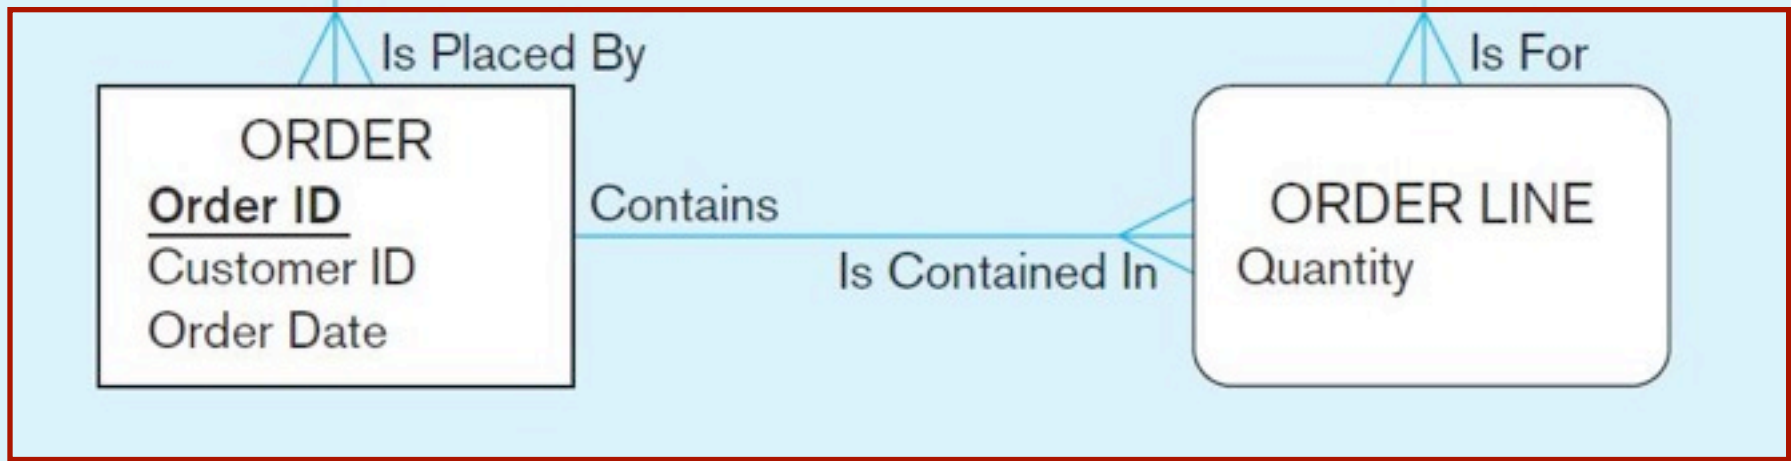 Is Placed By
Is For
ORDER
Order ID
Customer ID
Order Date
Contains
Is Contained In
ORDER LINE
Quantity